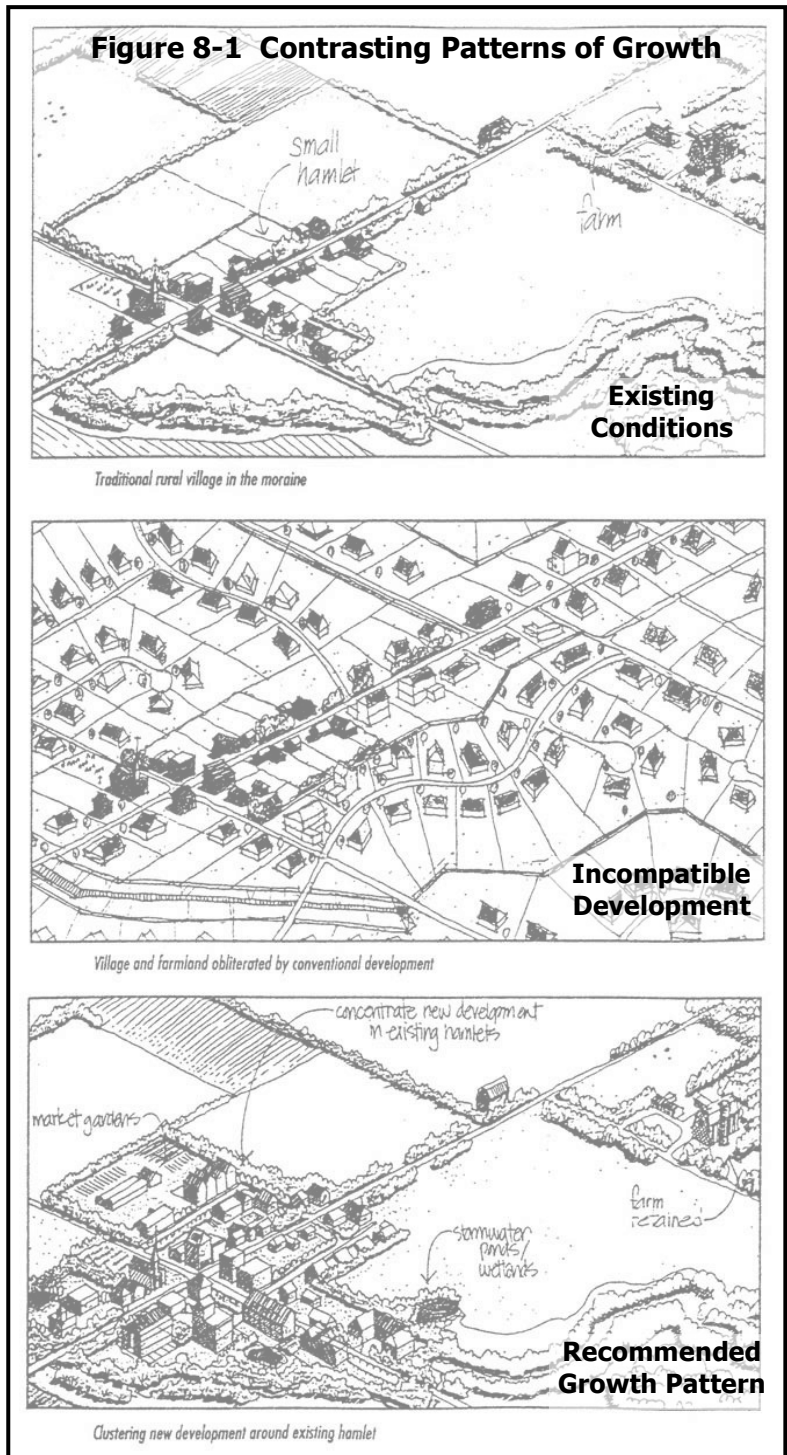 Figure 8-1 Contrasting Patterns of Growth
small
hamlet
farm
Existing
Conditions
Traditional rural village in the moraine
Incompatible
Development
Village and farmland obliterated by conventional development
concentrate new development
in existing hamlets
market gardens
farm
retained
stormwater
ponds/
wetlands
Recommended
Growth Pattern
Clustering new development around existing hamlet